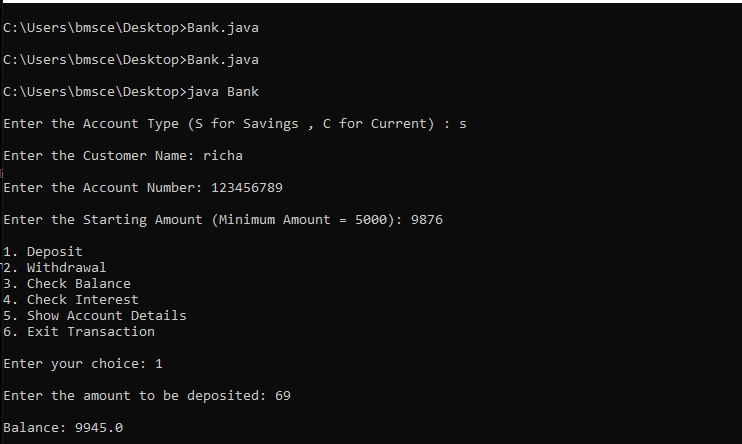 C:\Users\bmsce\Desktop>Bank.java
C:\Users\bmsce\Desktop>Bank.java
C:\Users\bmsce\Desktop>java Bank
Enter the Account Type (S for Savings , C for Current) : s
Enter the Customer Name: richa
Enter the Account Number: 123456789
Enter the Starting Amount (Minimum Amount = 5000): 9876
1. Deposit
2. Withdrawal
3. Check Balance
4. Check Interest
5. Show Account Details
6. Exit Transaction
Enter your choice: 1
Enter the amount to be deposited: 69
Balance: 9945.0